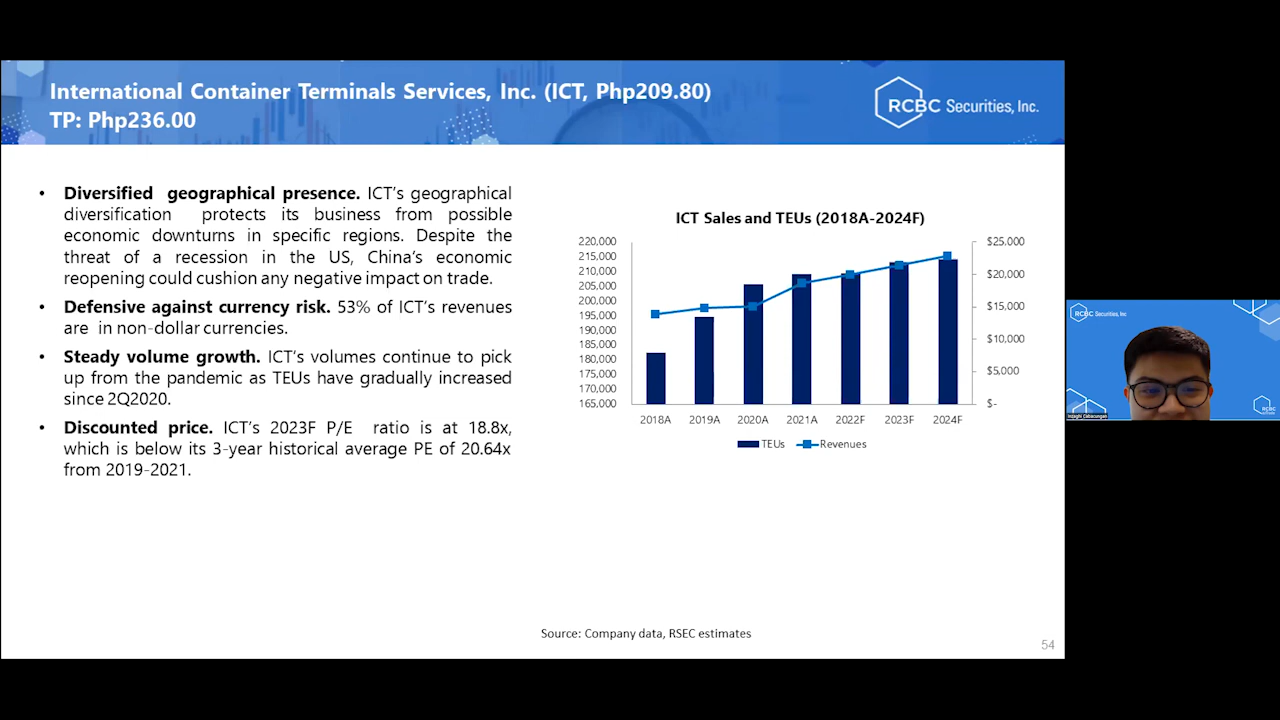 International Container Terminals Services, Inc. (ICT, Php209.80)
TP: Php236.00
RCBC Securities, Inc.
• Diversified geographical presence. ICT's geographical
diversification protects its business from possible
economic downturns in specific regions. Despite the
threat of a recession in the US, China's economic
reopening could cushion any negative impact on trade.
• Defensive against currency risk. 53% of ICT's revenues
are in non-dollar currencies.
• Steady volume growth. ICT's volumes continue to pick
up from the pandemic as TEUs have gradually increased
since 2Q2020.
• Discounted price. ICT's 2023F P/E ratio is at 18.8x,
which is below its 3-year historical average PE of 20.64x
from 2019-2021.
ICT Sales and TEUs (2018A-2024F)
220,000
215,000
210,000
205,000
200,000
195,000
190,000
185,000
180,000
175,000
170,000
165,000
$25,000
$20,000
$15,000
$10,000
$5,000
$-
2018A 2019A 2020A 2021A 2022F 2023F 2024F
TEUs Revenues
Source: Company data, RSEC estimates
54
RCBC Securities, Inc.
RCBC